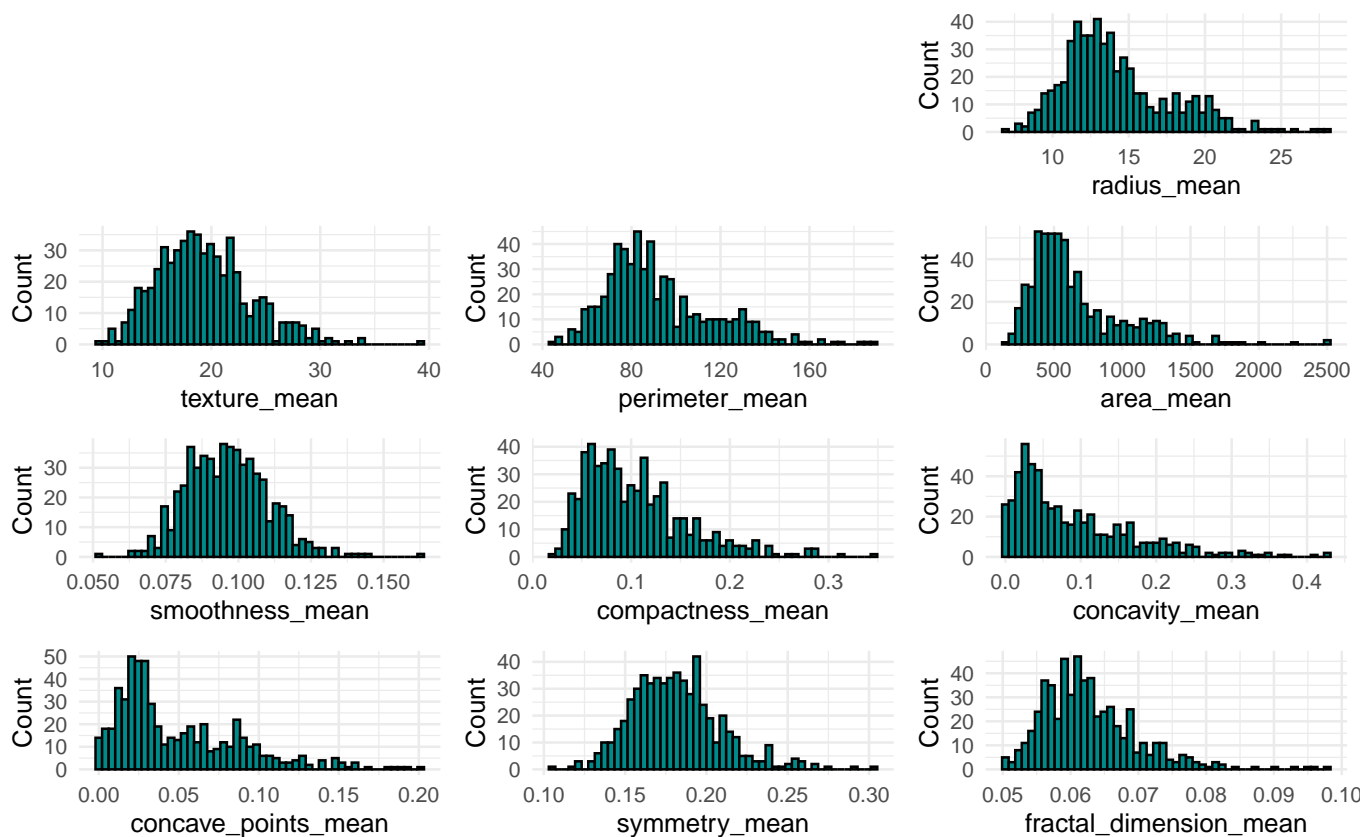 Count
40
30
20
10
0
10 15 20 25
radius_mean
Count
30
20
10
0
10 20 30 40
texture_mean
Count
40
30
20
10
0
40 80 120 160
perimeter_mean
Count
40
20
0
0 500 1000 1500 2000 2500
area_mean
Count
30
20
10
0
0.050 0.075 0.100 0.125 0.150
smoothness_mean
Count
40
30
20
10
0
0.0 0.1 0.2 0.3
compactness_mean
Count
40
20
0
0.0 0.1 0.2 0.3 0.4
concavity_mean
Count
50
40
30
20
10
0
0.00 0.05 0.10 0.15 0.20
concave_points_mean
Count
40
30
20
10
0
0.10 0.15 0.20 0.25 0.30
symmetry_mean
Count
40
30
20
10
0
0.05 0.06 0.07 0.08 0.09 0.10
fractal_dimension_mean